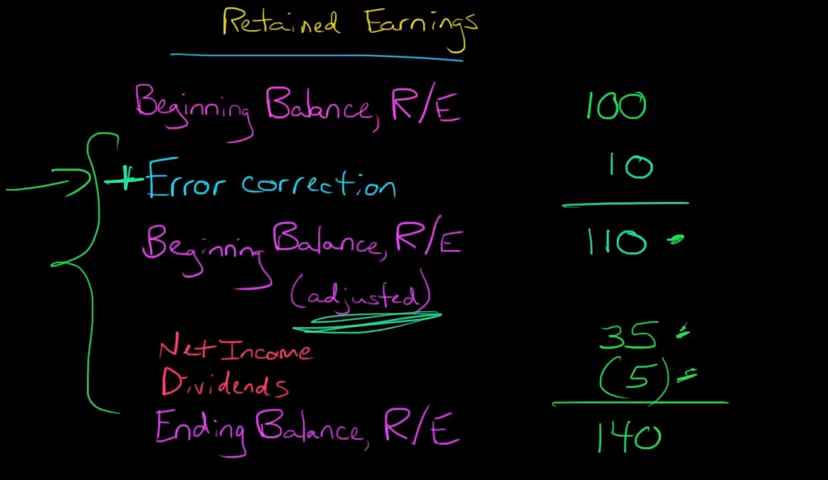 Retained Earnings
Beginning Balance, R/E 100
+ Error correction 10
Beginning Balance, R/E 110
(adjusted)
Net Income 35
Dividends (5)
Ending Balance, R/E 140